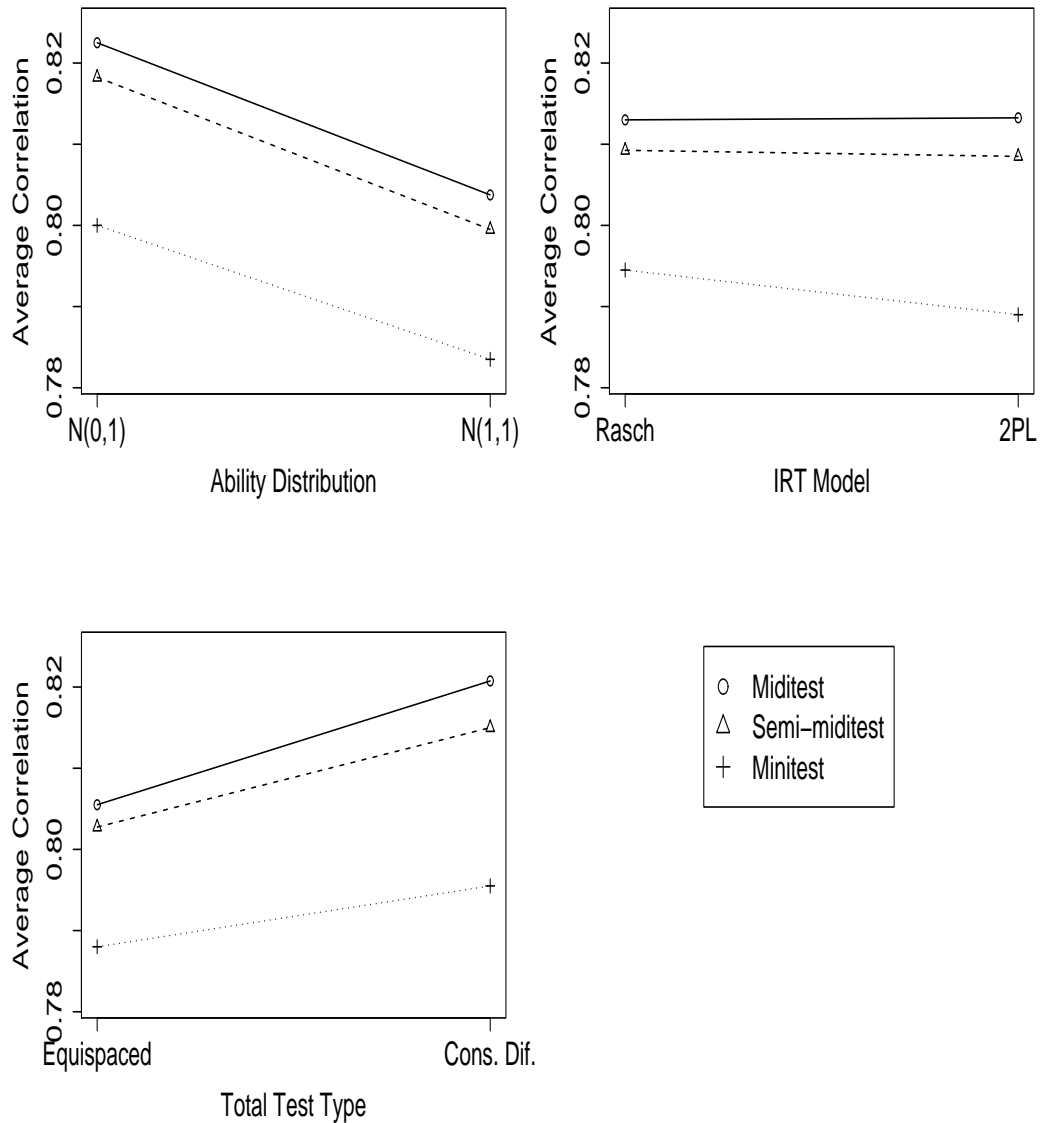 Average Correlation
0.78
0.80
0.82
N(0,1)
N(1,1)
Ability Distribution
Average Correlation
0.78
0.80
0.82
Rasch
2PL
IRT Model
Average Correlation
0.78
0.80
0.82
Equispaced
Cons. Dif.
Total Test Type
Miditest
Semi−miditest
Minitest